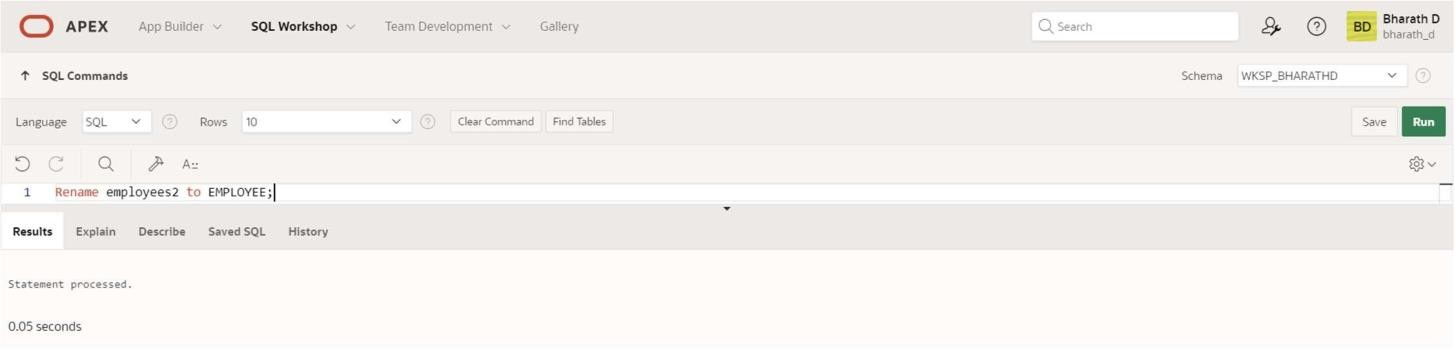 APEX App Builder SQL Workshop Team Development Gallery Search BD Bharath D
bharath_d
↑ SQL Commands Schema WKSP_BHARATHD ?
Language SQL ? Rows 10 ? Clear Command Find Tables Save Run
A::
1 Rename employees2 to EMPLOYEE;
Results Explain Describe Saved SQL History
Statement processed.
0.05 seconds